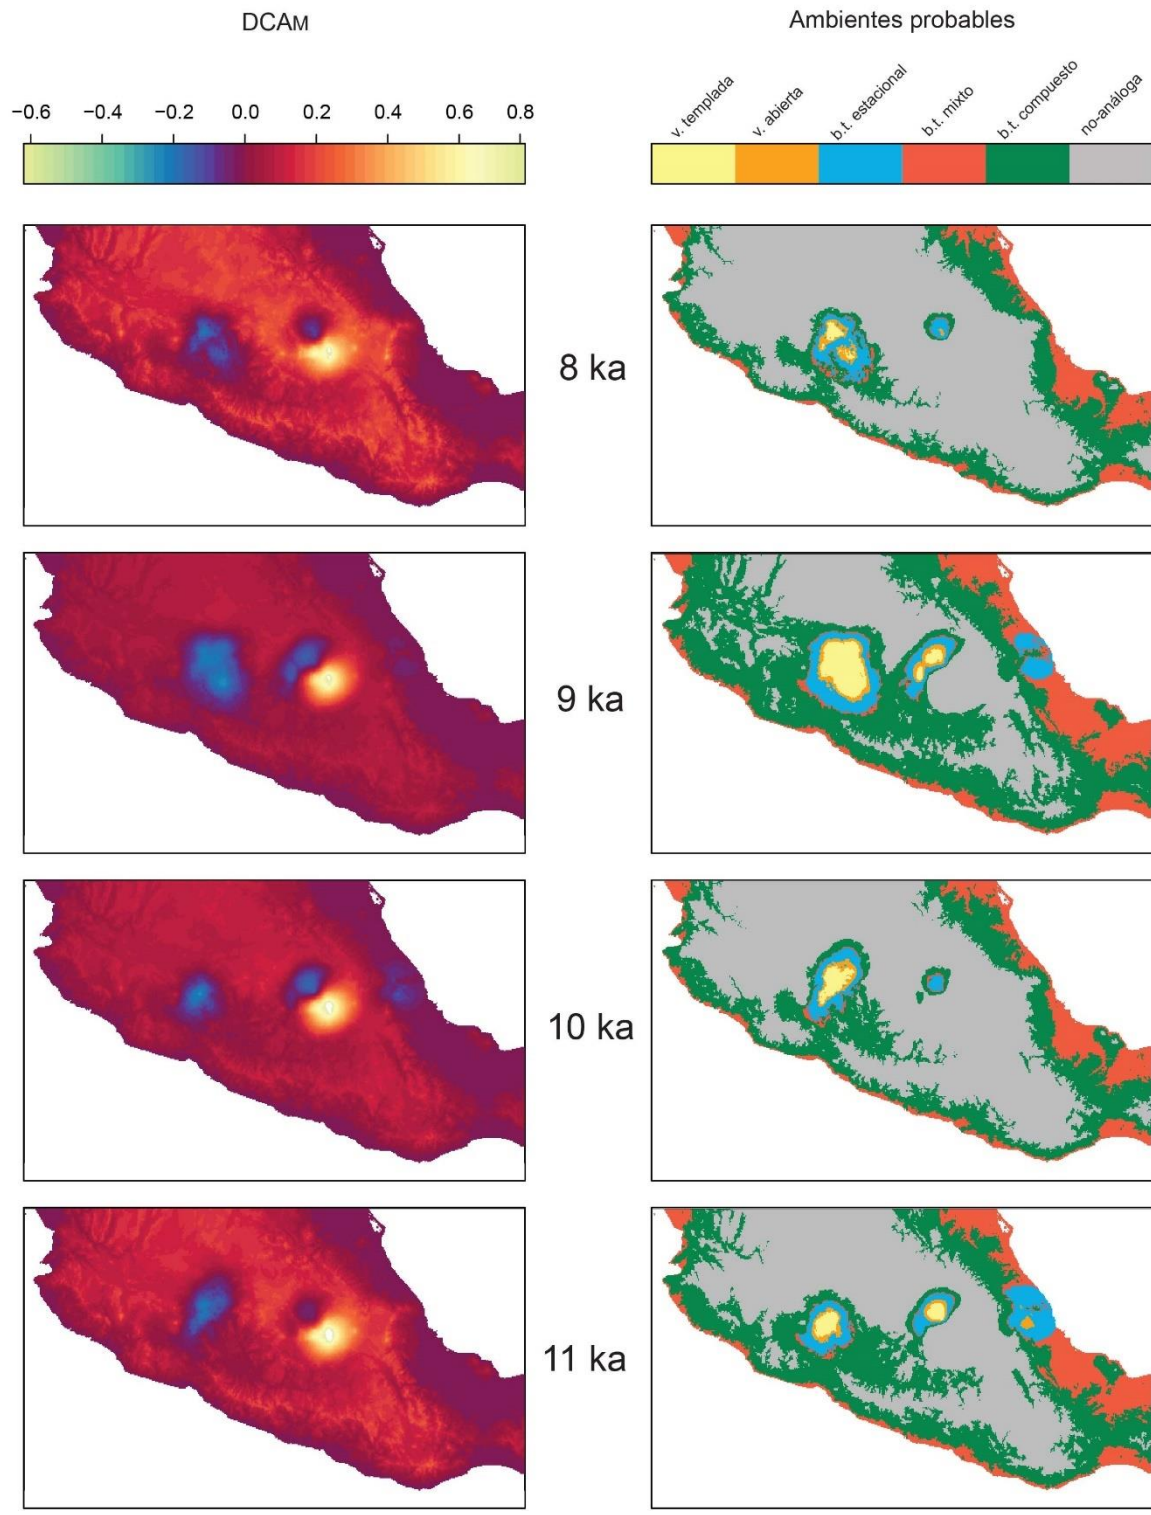 DCAM
Ambientes probables
−0.6 −0.4 −0.2 0.0 0.2 0.4 0.6 0.8
v. templada
v. abierta
b.t. estacional
b.t. mixto
b.t. compuesto
no-análoga
8 ka
9 ka
10 ka
11 ka